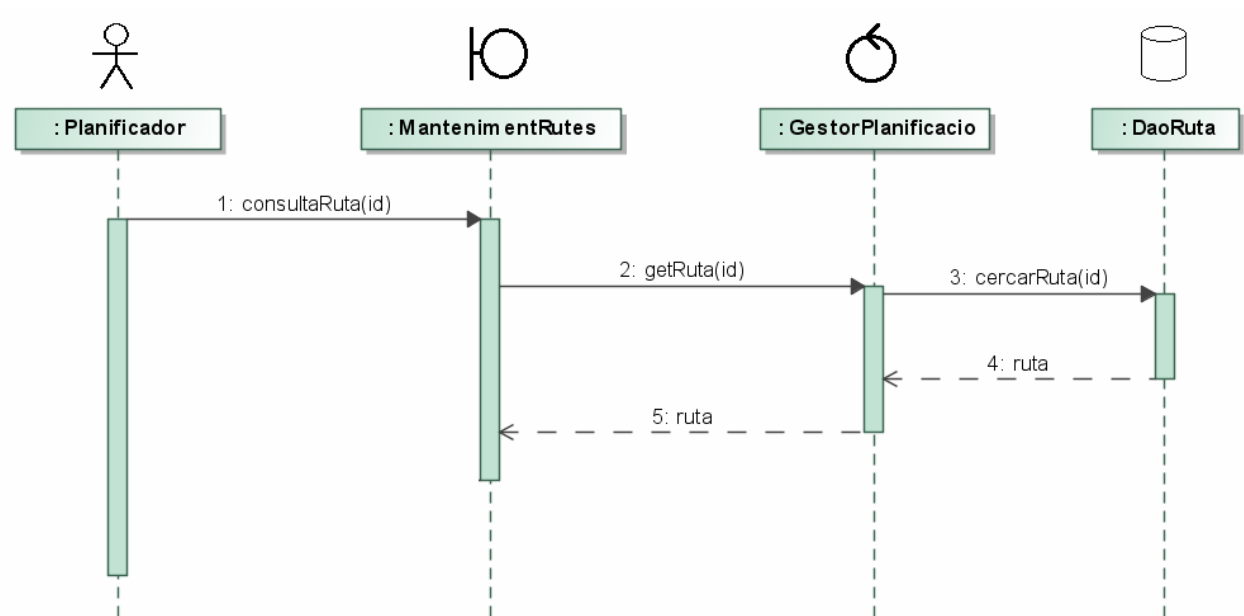 : Planificador
: MantenimentRutes
: GestorPlanificacio
: DaoRuta
1: consultaRuta(id)
2: getRuta(id)
3: cercarRuta(id)
4: ruta
5: ruta